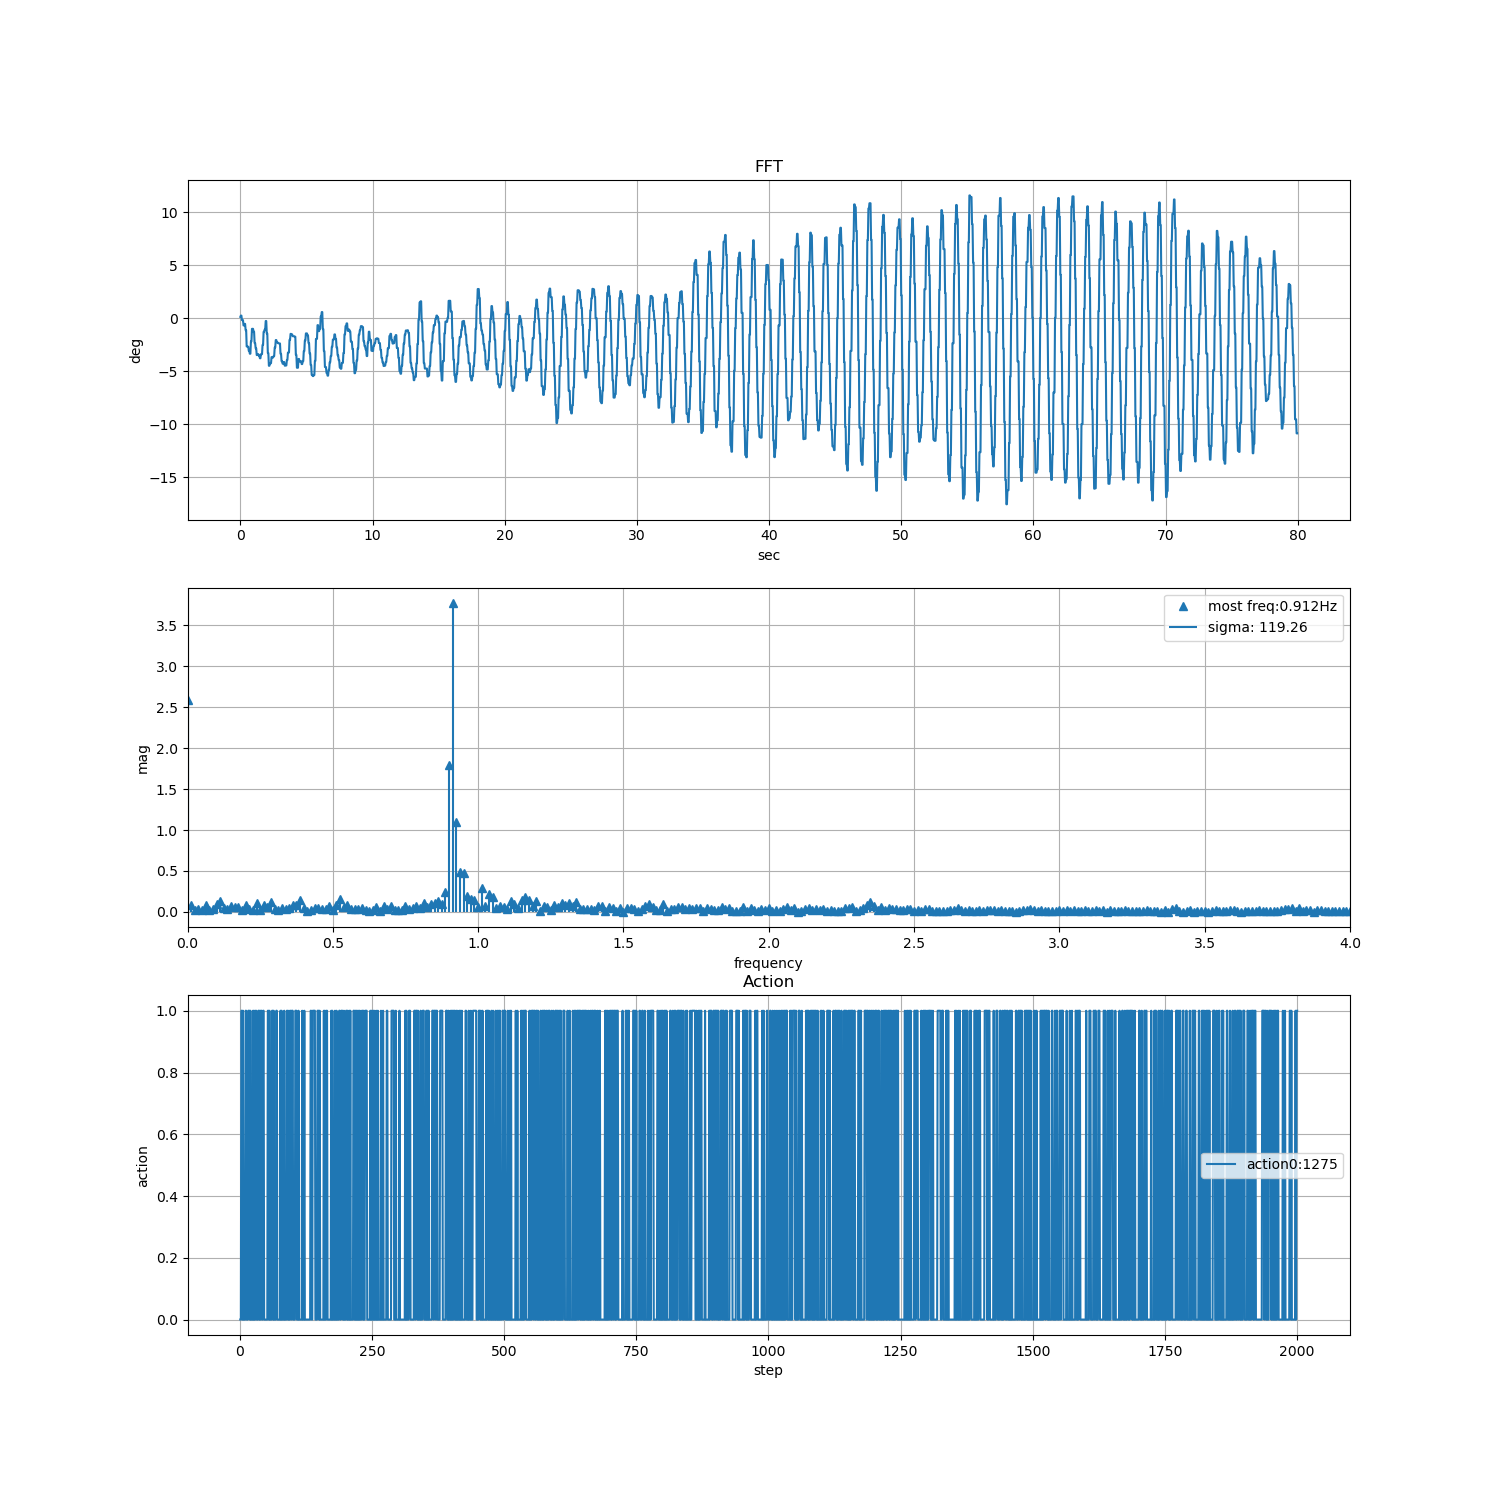 FFT
10
5
0
−5
−10
−15
deg
0 10 20 30 40 50 60 70 80
sec
most freq:0.912Hz
sigma: 119.26
3.5
3.0
2.5
2.0
1.5
1.0
0.5
0.0
mag
0.0 0.5 1.0 1.5 2.0 2.5 3.0 3.5 4.0
frequency
Action
1.0
0.8
0.6
0.4
0.2
0.0
action
action0:1275
0 250 500 750 1000 1250 1500 1750 2000
step